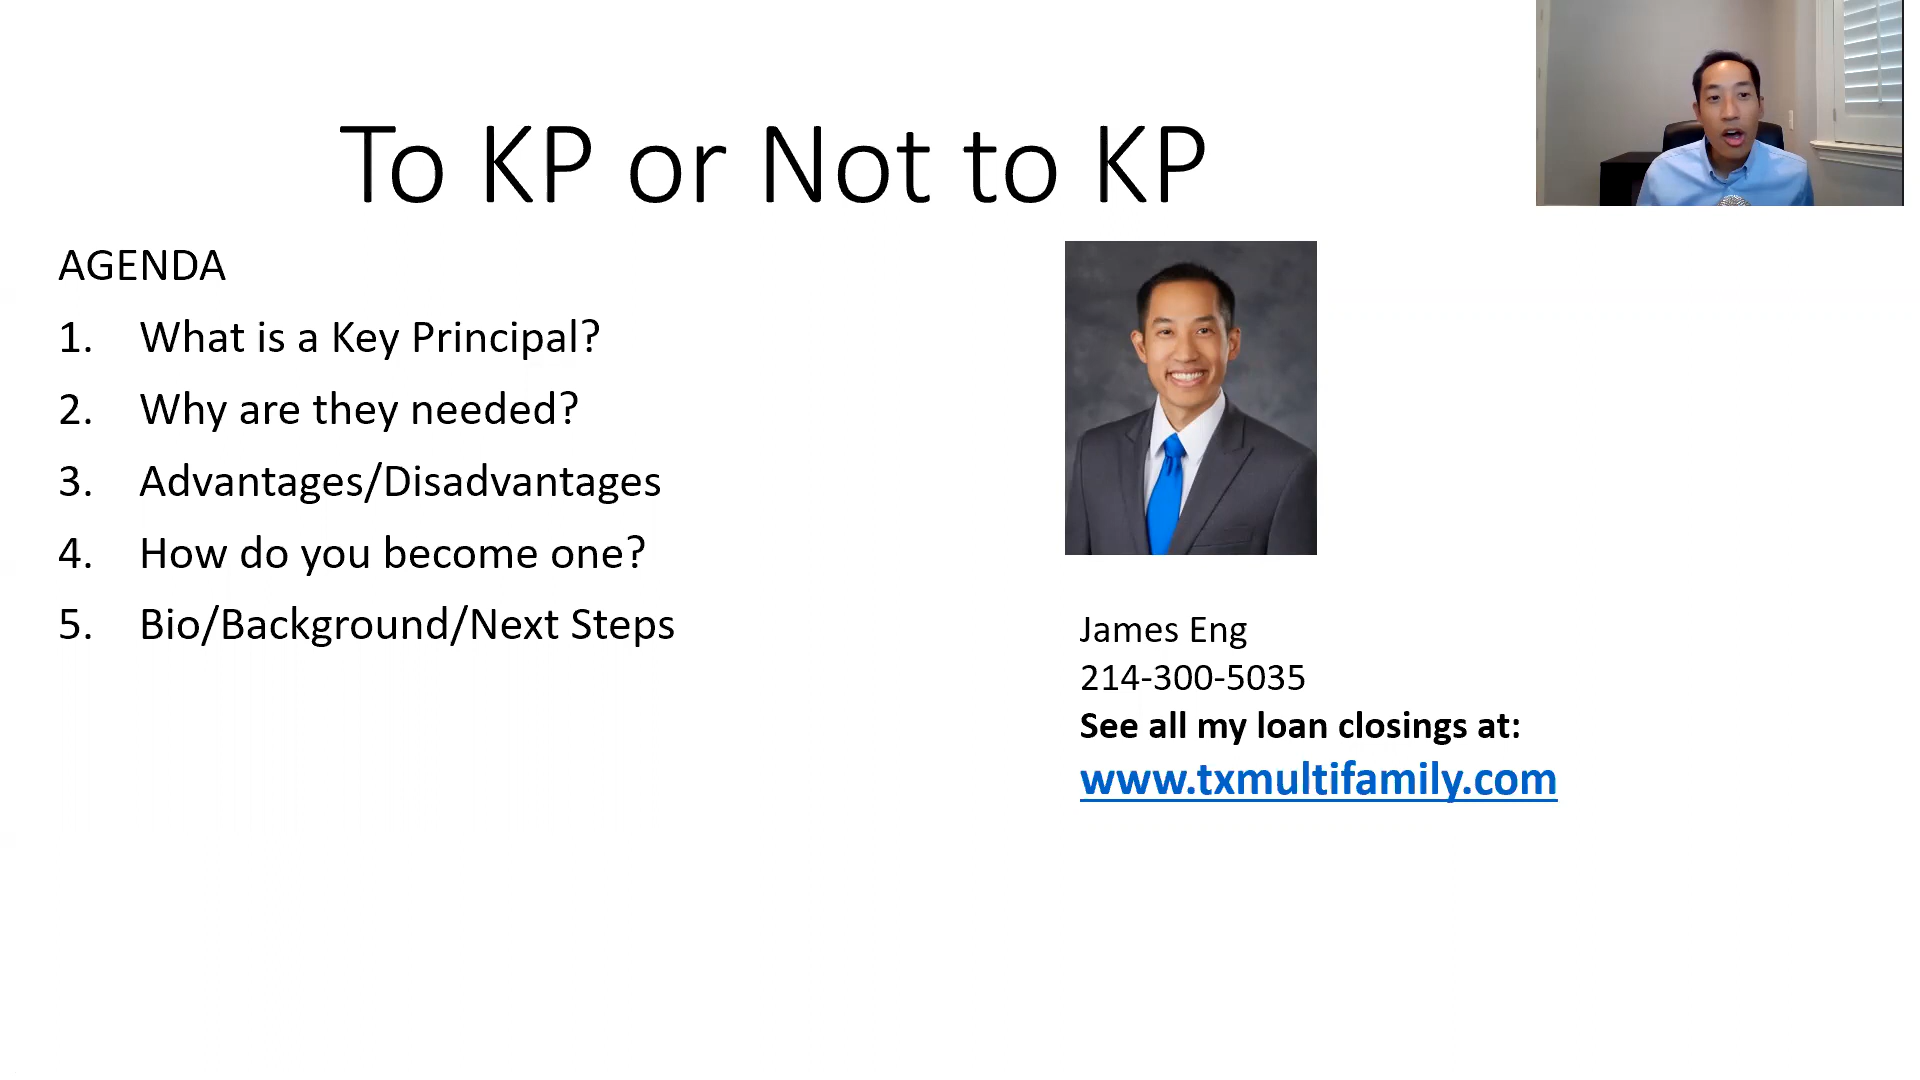 To KP or Not to KP
AGENDA
1. What is a Key Principal?
2. Why are they needed?
3. Advantages/Disadvantages
4. How do you become one?
5. Bio/Background/Next Steps
James Eng
214-300-5035
See all my loan closings at:
www.txmultifamily.com